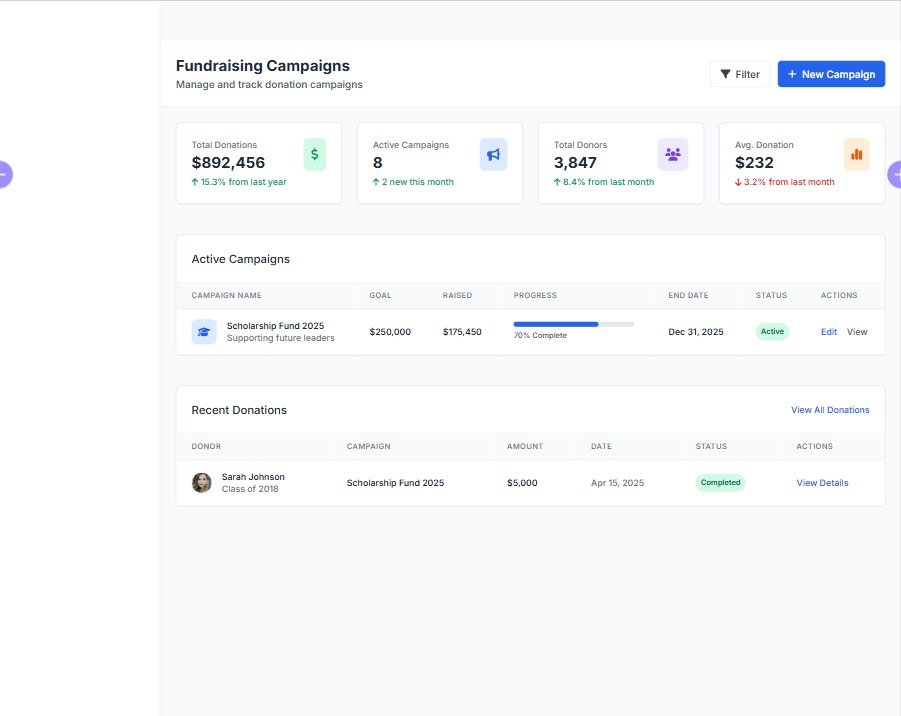 Fundraising Campaigns
Manage and track donation campaigns
Filter
+ New Campaign
Total Donations
$892,456
↑ 15.3% from last year
$
Active Campaigns
8
↑ 2 new this month
Total Donors
3,847
↑ 8.4% from last month
Avg. Donation
$232
↓ 3.2% from last month
Active Campaigns
CAMPAIGN NAME GOAL RAISED PROGRESS END DATE STATUS ACTIONS
Scholarship Fund 2025
Supporting future leaders
$250,000 $175,450
70% Complete
Dec 31, 2025 Active Edit View
Recent Donations
View All Donations
DONOR CAMPAIGN AMOUNT DATE STATUS ACTIONS
Sarah Johnson
Class of 2018
Scholarship Fund 2025 $5,000 Apr 15, 2025 Completed View Details